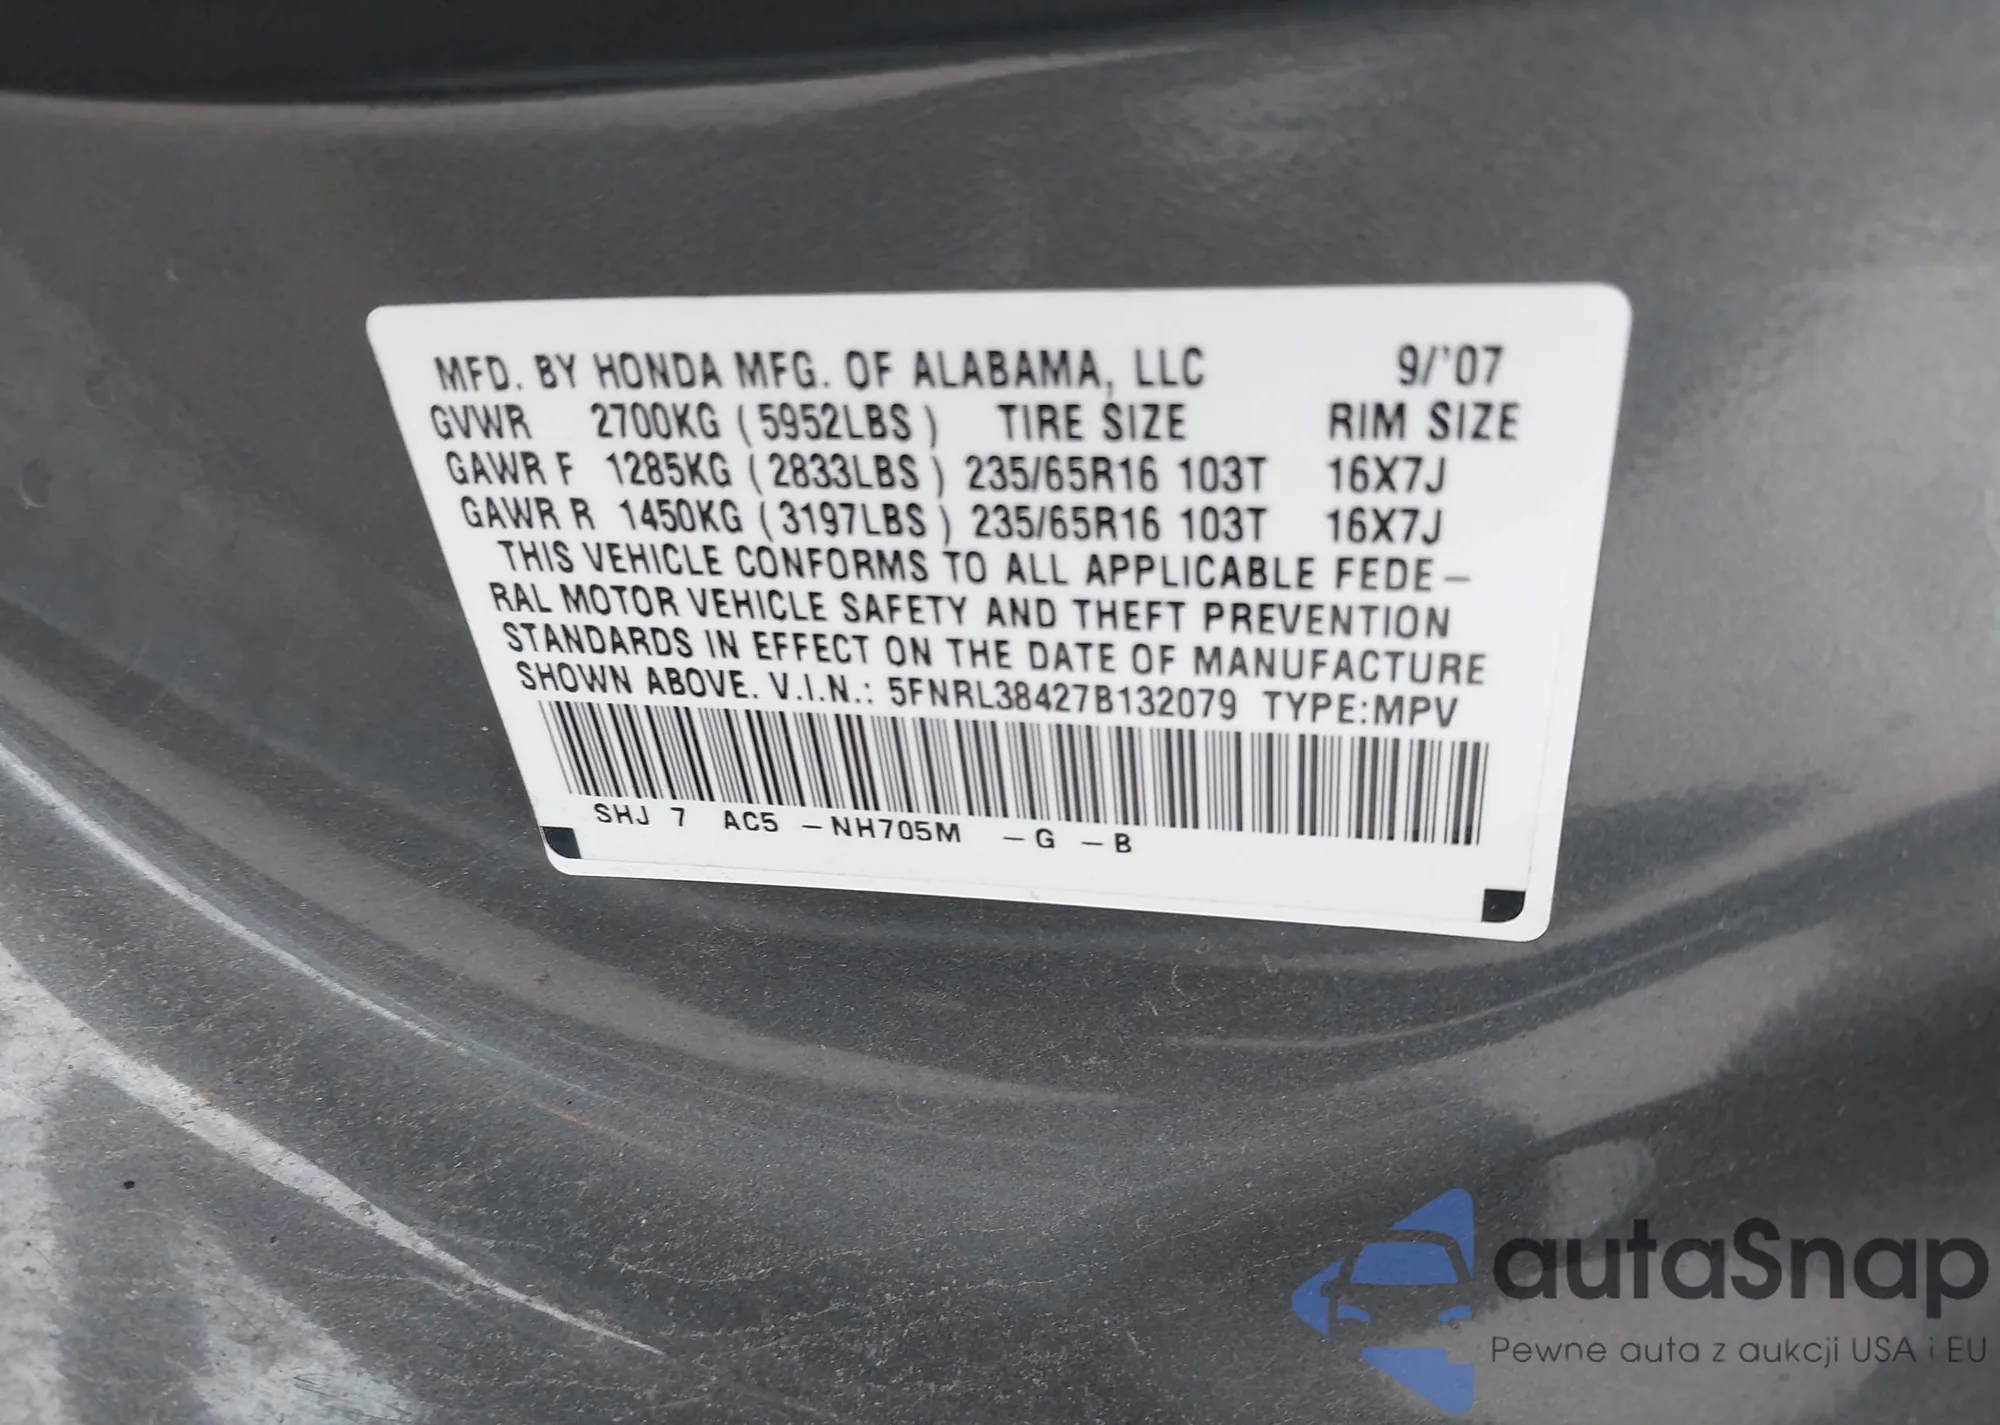 MFD. BY HONDA MFG. OF ALABAMA, LLC 9/'07
GVWR 2700KG (5952LBS) TIRE SIZE RIM SIZE
GAWR F 1285KG (2833LBS) 235/65R16 103T 16X7J
GAWR R 1450KG (3197LBS) 235/65R16 103T 16X7J
THIS VEHICLE CONFORMS TO ALL APPLICABLE FEDE-
RAL MOTOR VEHICLE SAFETY AND THEFT PREVENTION
STANDARDS IN EFFECT ON THE DATE OF MANUFACTURE
SHOWN ABOVE. V.I.N.: 5FNRL38427B132079 TYPE:MPV
SHJ 7 AC5 -NH705M -G -B
autaSnap
Pewne auta z aukcji USA i EU